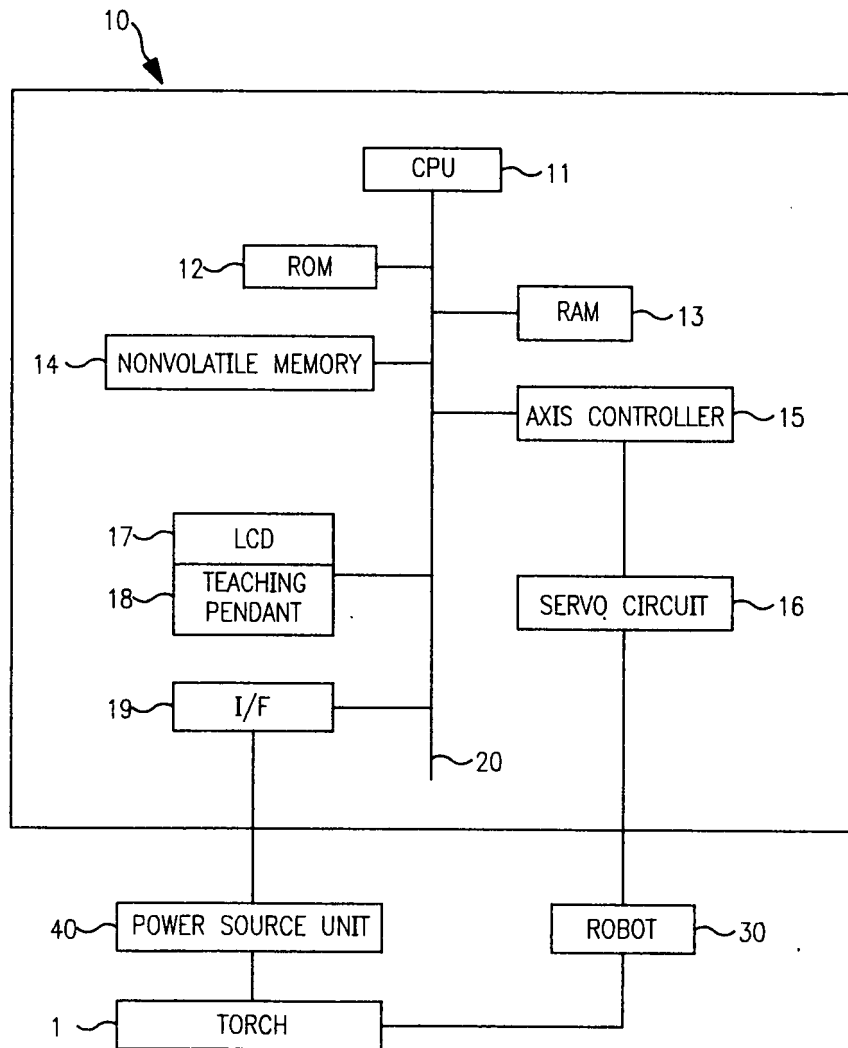 10
CPU 11
12 ROM
RAM 13
14 NONVOLATILE MEMORY
AXIS CONTROLLER 15
17 LCD
18 TEACHING
PENDANT
SERVO CIRCUIT 16
19 I/F
20
40 POWER SOURCE UNIT
ROBOT 30
1 TORCH